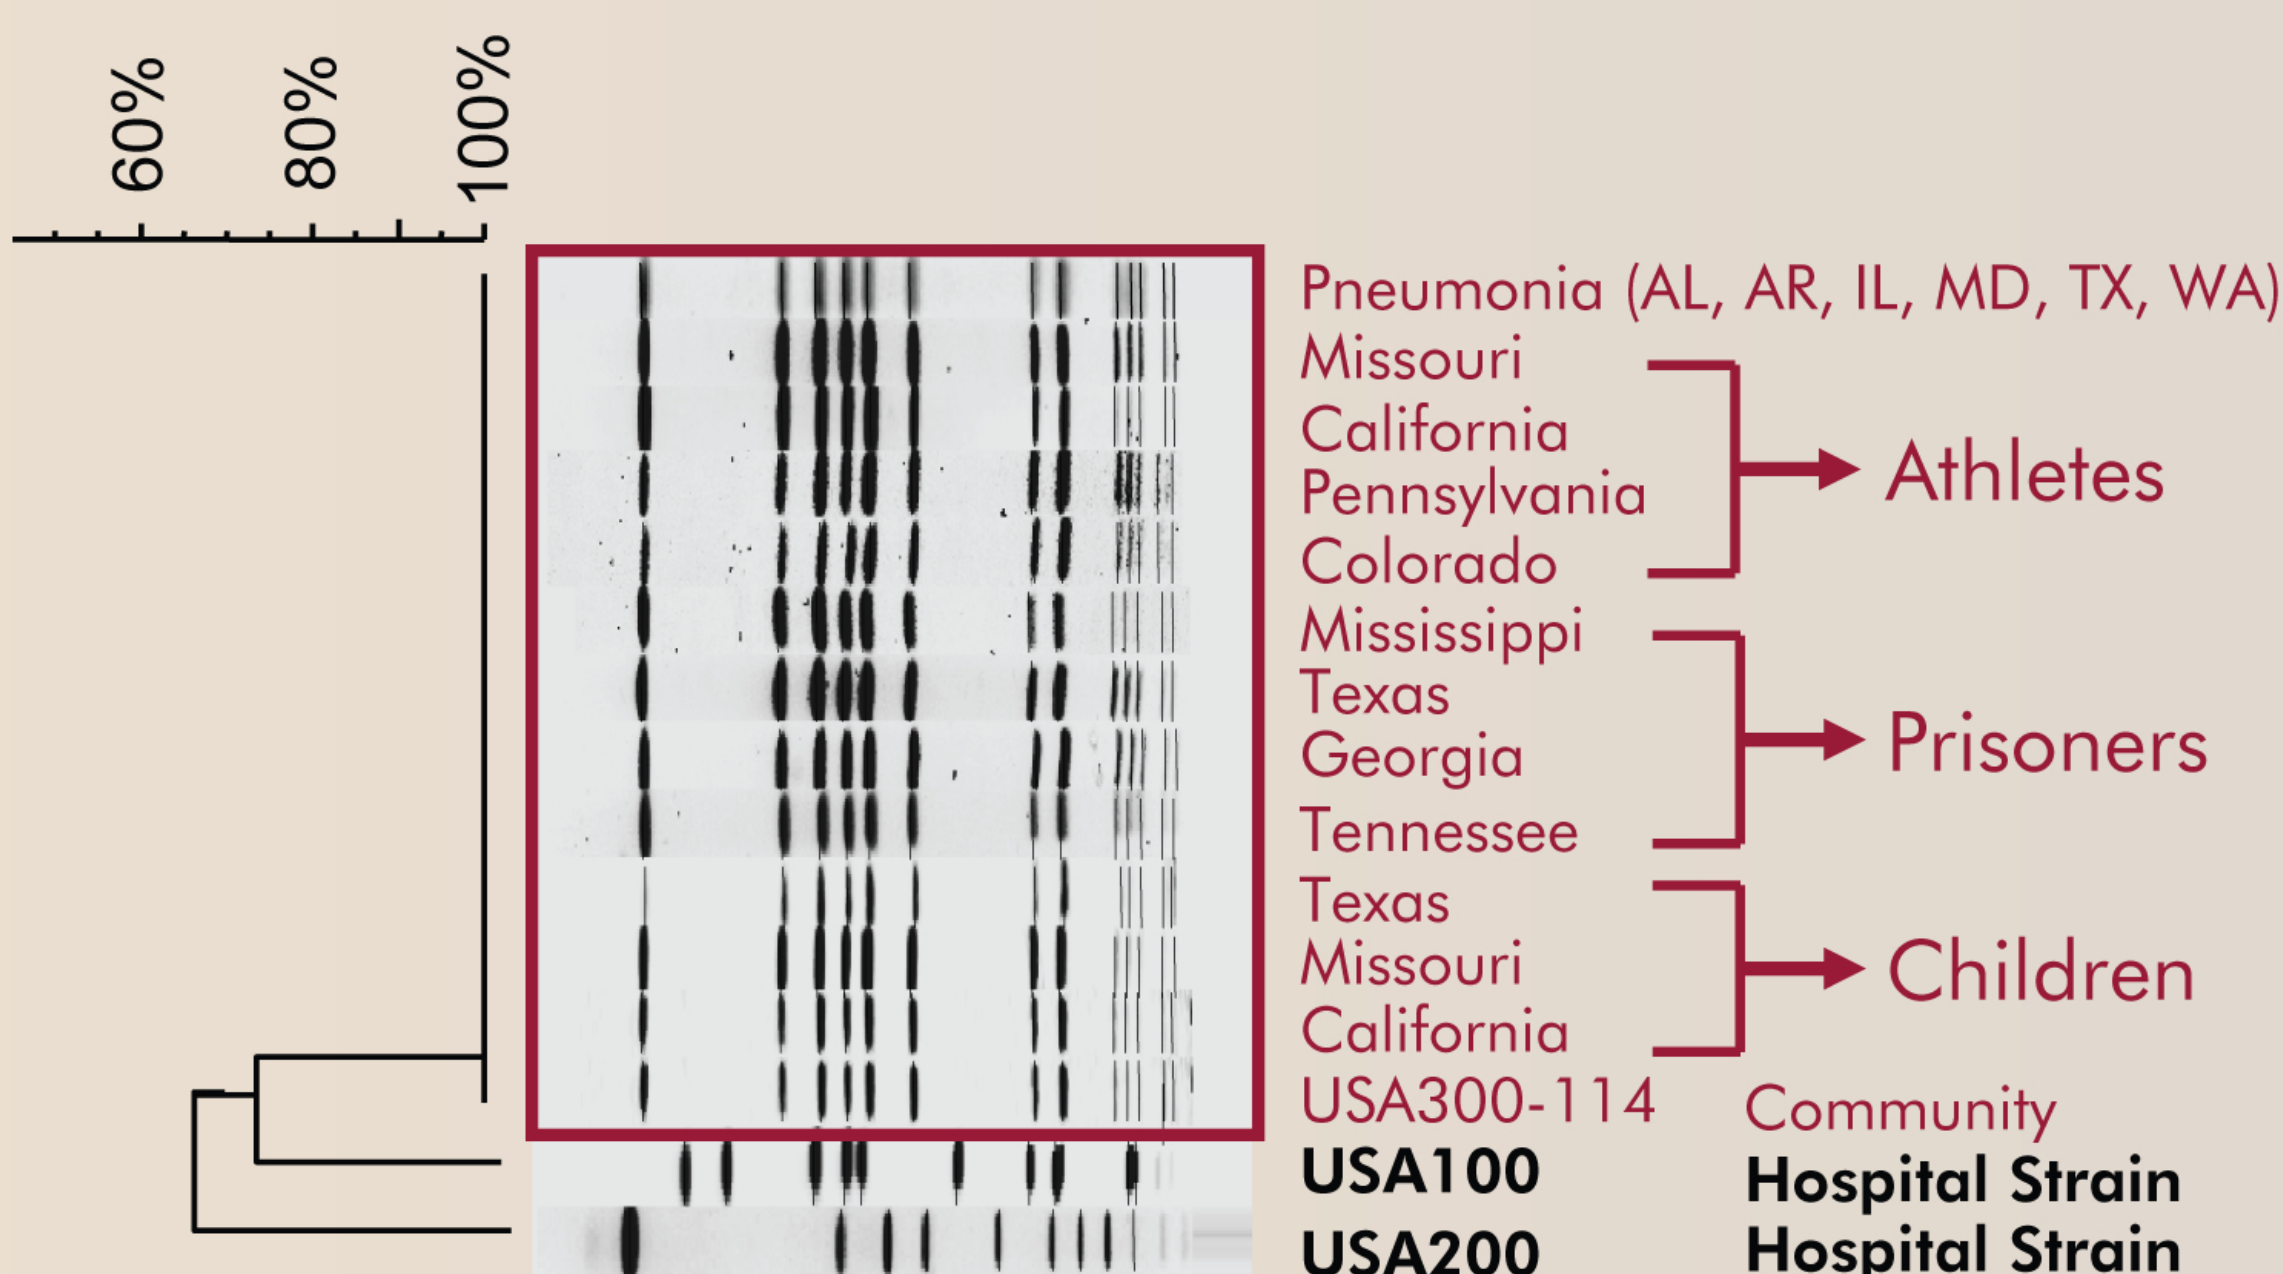 60%
80%
100%
Pneumonia (AL, AR, IL, MD, TX, WA)
Missouri
California
Pennsylvania
Colorado
Athletes
Mississippi
Texas
Georgia
Tennessee
Prisoners
Texas
Missouri
California
Children
USA300-114 Community
USA100 Hospital Strain
USA200 Hospital Strain